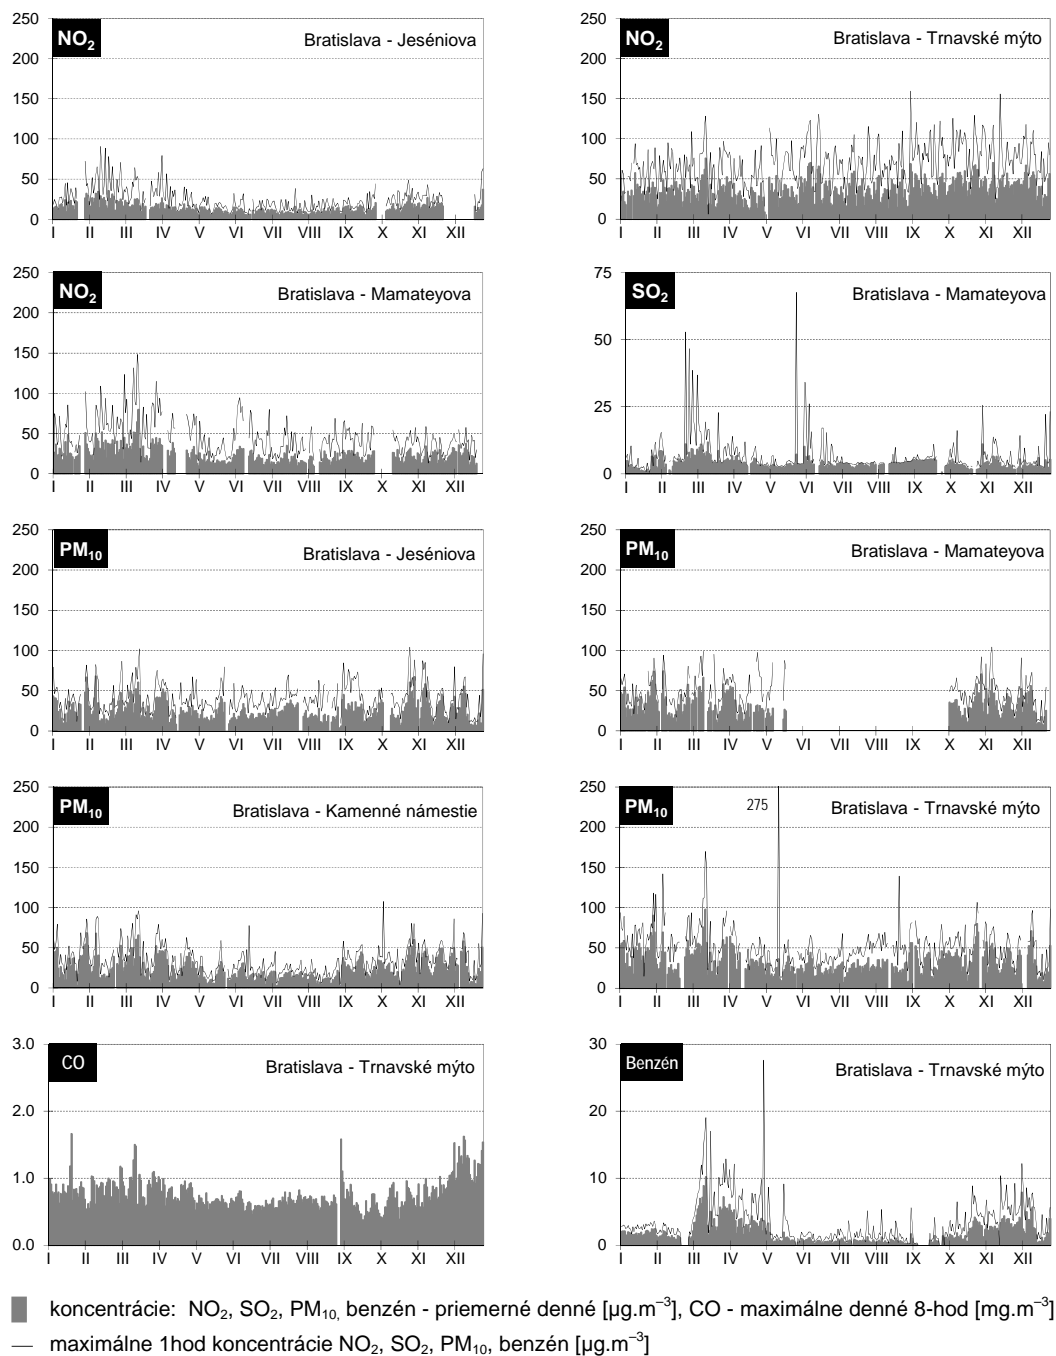 NO₂ Bratislava - Jeséniova
250
200
150
100
50
0
I II III IV V VI VII VIII IX X XI XII
NO₂ Bratislava - Trnavské mýto
250
200
150
100
50
0
I II III IV V VI VII VIII IX X XI XII
NO₂ Bratislava - Mamateyova
250
200
150
100
50
0
I II III IV V VI VII VIII IX X XI XII
SO₂ Bratislava - Mamateyova
75
50
25
0
I II III IV V VI VII VIII IX X XI XII
PM₁₀ Bratislava - Jeséniova
250
200
150
100
50
0
I II III IV V VI VII VIII IX X XI XII
PM₁₀ Bratislava - Mamateyova
250
200
150
100
50
0
I II III IV V VI VII VIII IX X XI XII
PM₁₀ Bratislava - Kamenné námestie
250
200
150
100
50
0
I II III IV V VI VII VIII IX X XI XII
PM₁₀ 275 Bratislava - Trnavské mýto
250
200
150
100
50
0
I II III IV V VI VII VIII IX X XI XII
CO Bratislava - Trnavské mýto
3.0
2.0
1.0
0.0
I II III IV V VI VII VIII IX X XI XII
Benzén Bratislava - Trnavské mýto
30
20
10
0
I II III IV V VI VII VIII IX X XI XII
koncentrácie: NO₂, SO₂, PM₁₀, benzén - priemerné denné [µg.m⁻³], CO - maximálne denné 8-hod [mg.m⁻³]
maximálne 1hod koncentrácie NO₂, SO₂, PM₁₀, benzén [µg.m⁻³]